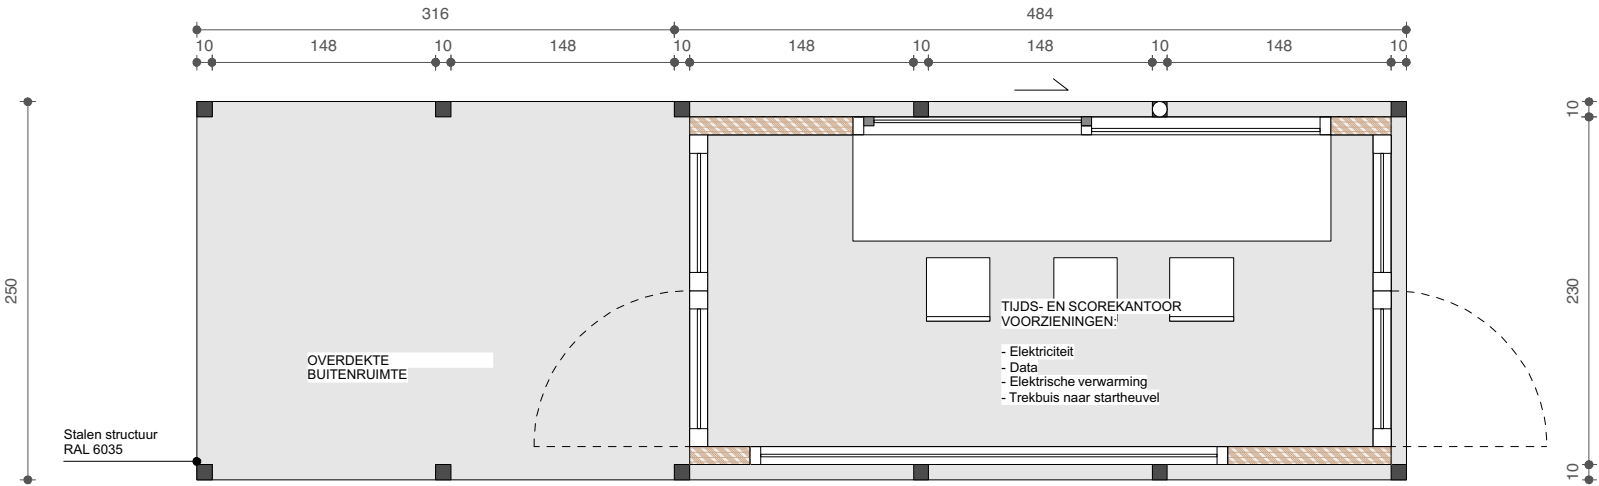 316
484
10
148
10
148
10
148
10
148
10
148
10
250
10
230
10
TIJDS- EN SCOREKANTOOR
VOORZIENINGEN:
- Elektriciteit
- Data
- Elektrische verwarming
- Trekbuis naar startheuvel
OVERDEKTE
BUITENRUIMTE
Stalen structuur
RAL 6035